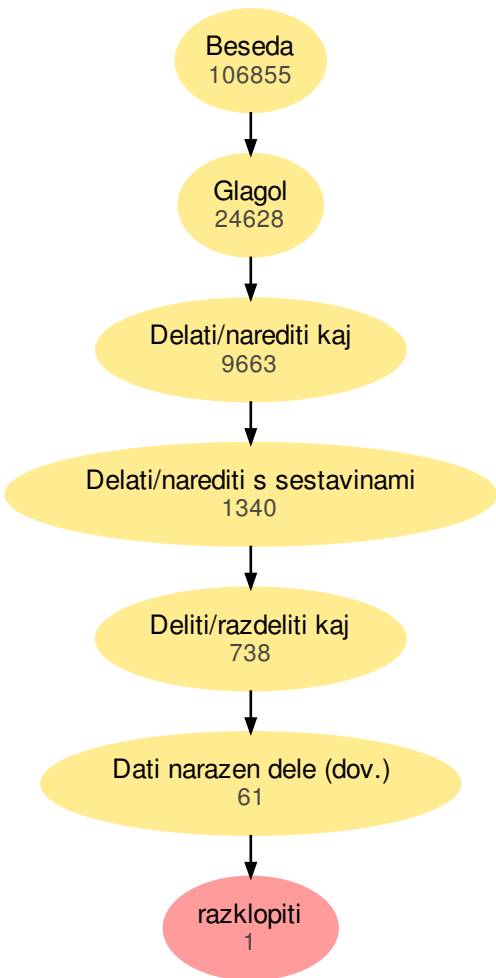 Beseda
106855
Glagol
24628
Delati/narediti kaj
9663
Delati/narediti s sestavinami
1340
Deliti/razdeliti kaj
738
Dati narazen dele (dov.)
61
razklopiti
1